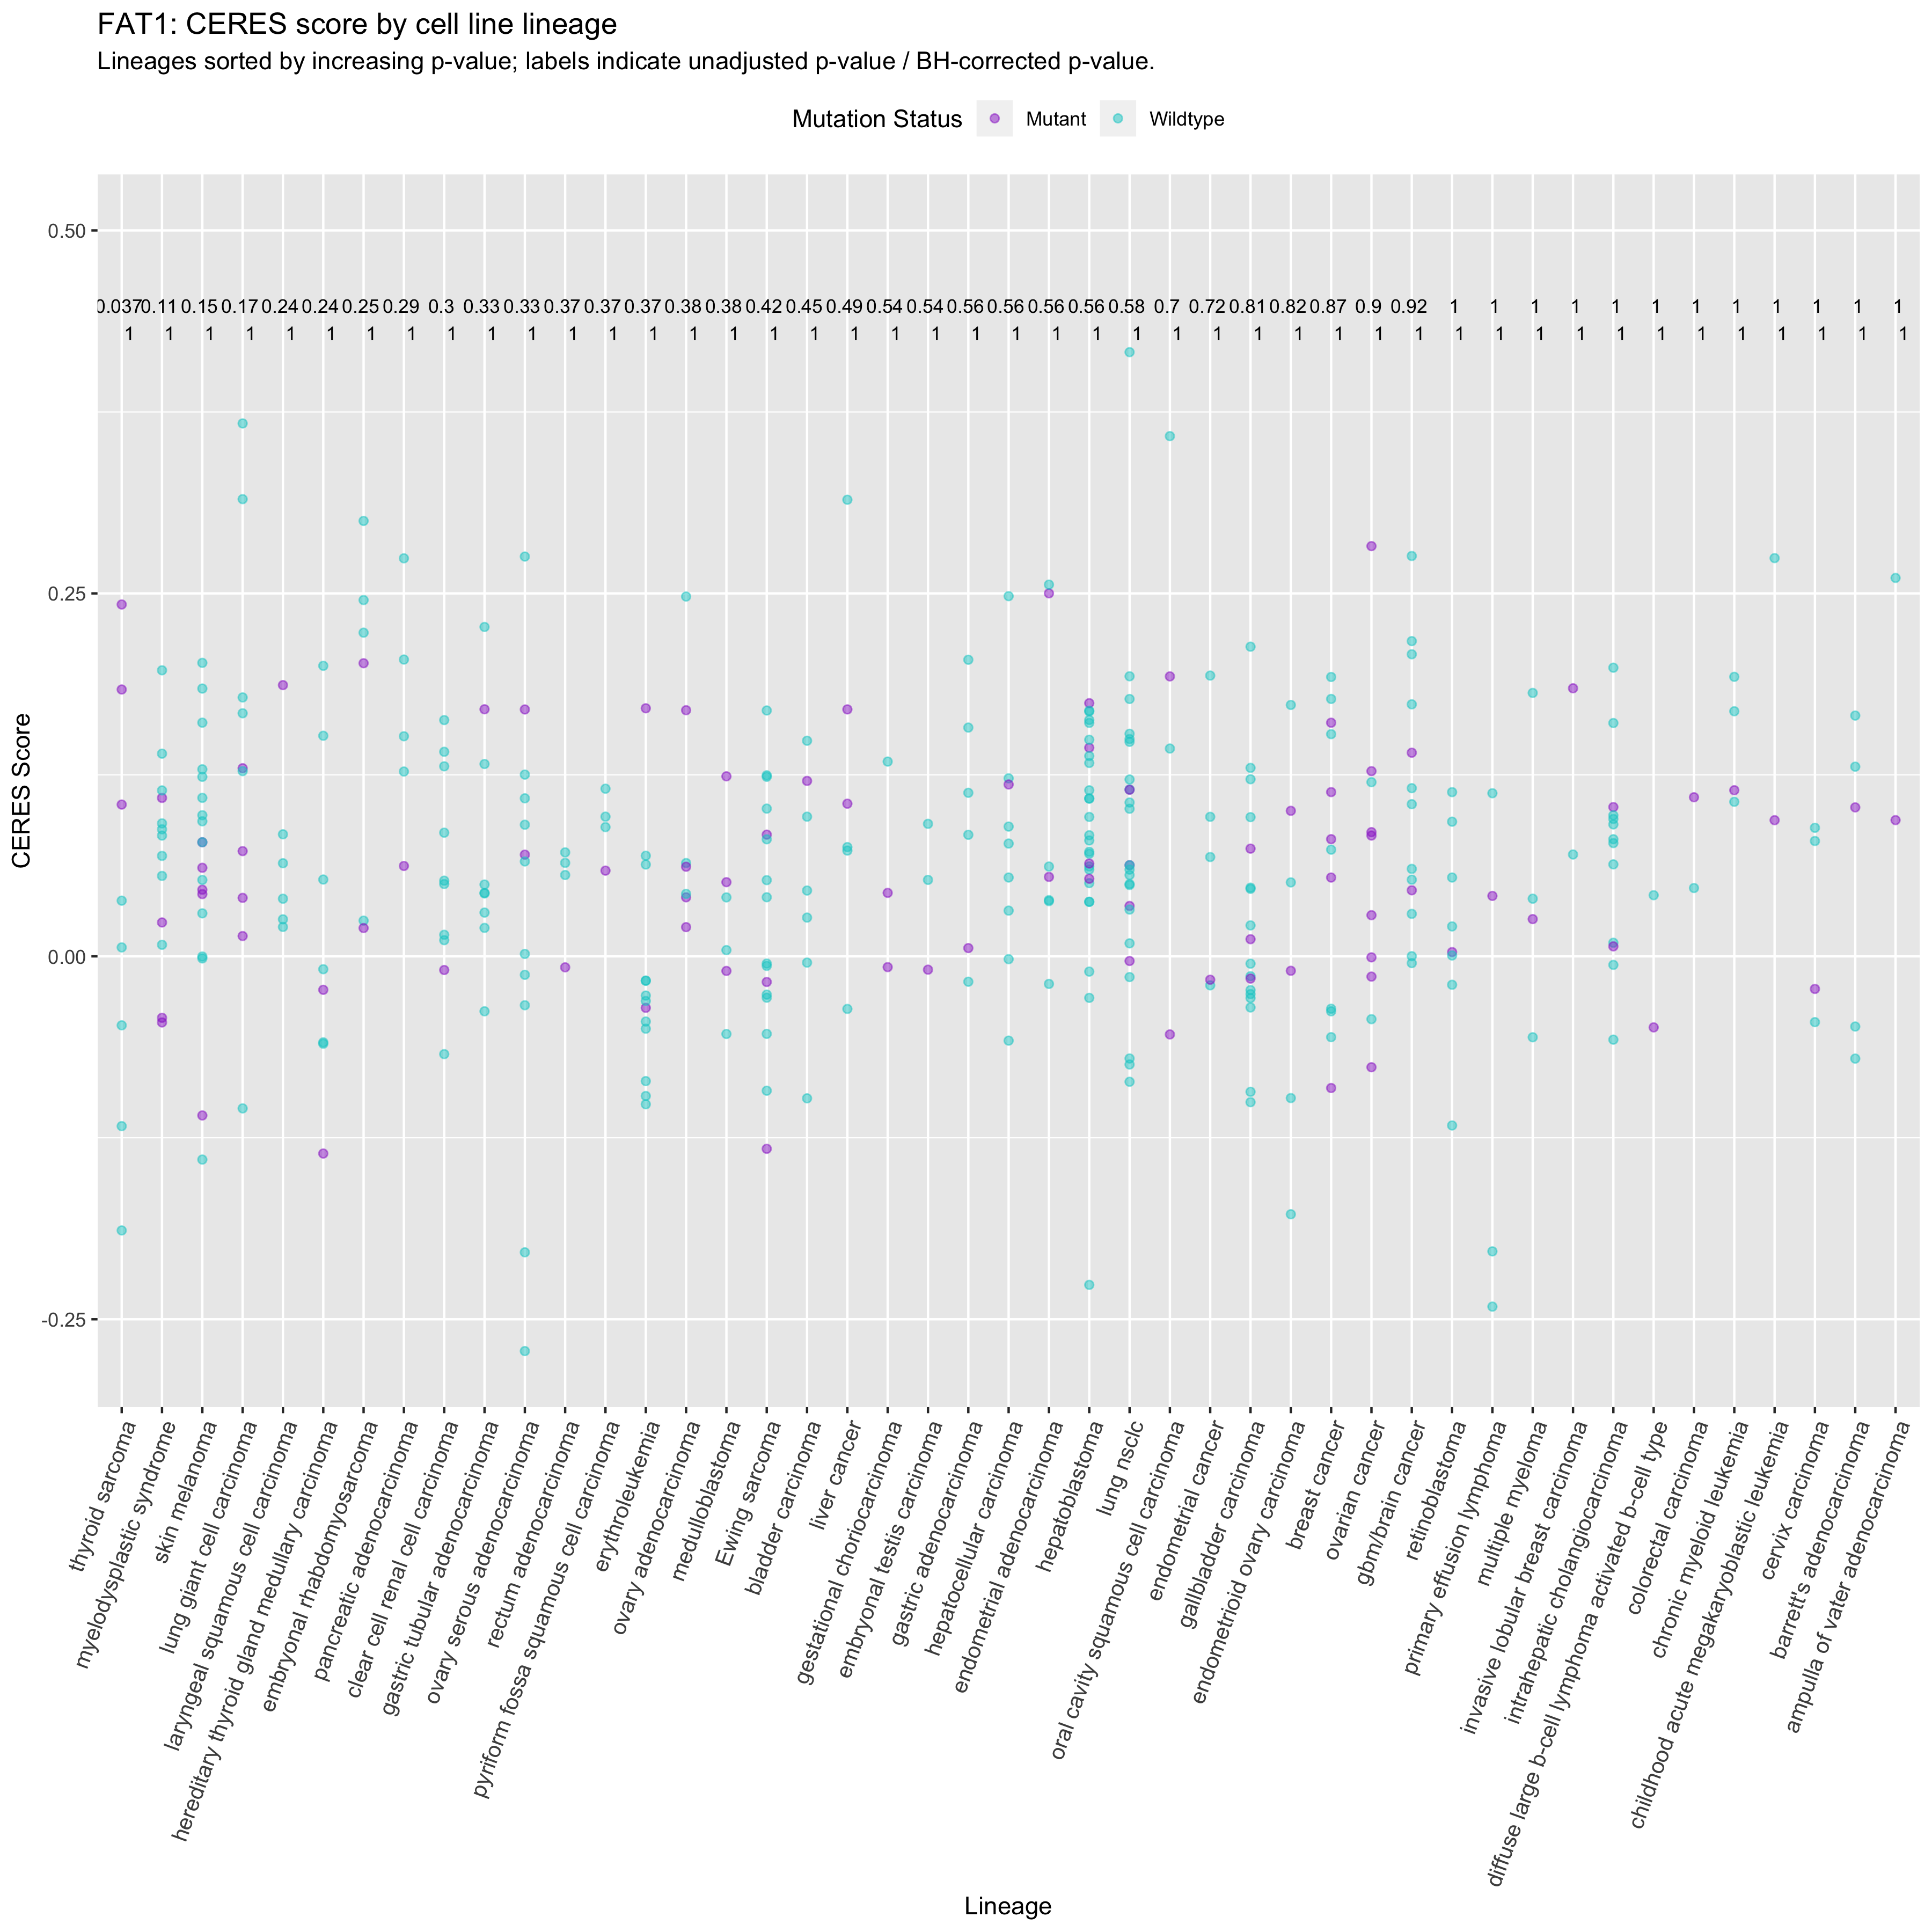 FAT1: CERES score by cell line lineage
Lineages sorted by increasing p-value; labels indicate unadjusted p-value / BH-corrected p-value.
Mutation Status Mutant Wildtype
0.50
0.037 0.11 0.15 0.17 0.24 0.24 0.25 0.29 0.3 0.33 0.33 0.37 0.37 0.37 0.38 0.38 0.42 0.45 0.49 0.54 0.54 0.56 0.56 0.56 0.56 0.58 0.7 0.72 0.81 0.82 0.87 0.9 0.92 1 1 1 1 1 1 1 1 1 1 1 1
1 1 1 1 1 1 1 1 1 1 1 1 1 1 1 1 1 1 1 1 1 1 1 1 1 1 1 1 1 1 1 1 1 1 1 1 1 1 1 1 1 1 1 1 1
0.25
0.00
-0.25
CERES Score
thyroid sarcoma
myelodysplastic syndrome
skin melanoma
lung giant cell carcinoma
laryngeal squamous cell carcinoma
hereditary thyroid gland medullary carcinoma
embryonal rhabdomyosarcoma
pancreatic adenocarcinoma
clear cell renal cell carcinoma
gastric tubular adenocarcinoma
ovary serous adenocarcinoma
rectum adenocarcinoma
pyriform fossa squamous cell carcinoma
erythroleukemia
ovary adenocarcinoma
medulloblastoma
Ewing sarcoma
bladder carcinoma
liver cancer
gestational choriocarcinoma
embryonal testis carcinoma
gastric adenocarcinoma
hepatocellular carcinoma
endometrial adenocarcinoma
hepatoblastoma
lung nsclc
oral cavity squamous cell carcinoma
endometrial cancer
gallbladder carcinoma
endometrioid ovary carcinoma
breast cancer
ovarian cancer
gbm/brain cancer
retinoblastoma
primary effusion lymphoma
multiple myeloma
invasive lobular breast carcinoma
intrahepatic cholangiocarcinoma
diffuse large b-cell lymphoma activated b-cell type
colorectal carcinoma
chronic myeloid leukemia
childhood acute megakaryoblastic leukemia
cervix carcinoma
barrett's adenocarcinoma
ampulla of vater adenocarcinoma
Lineage